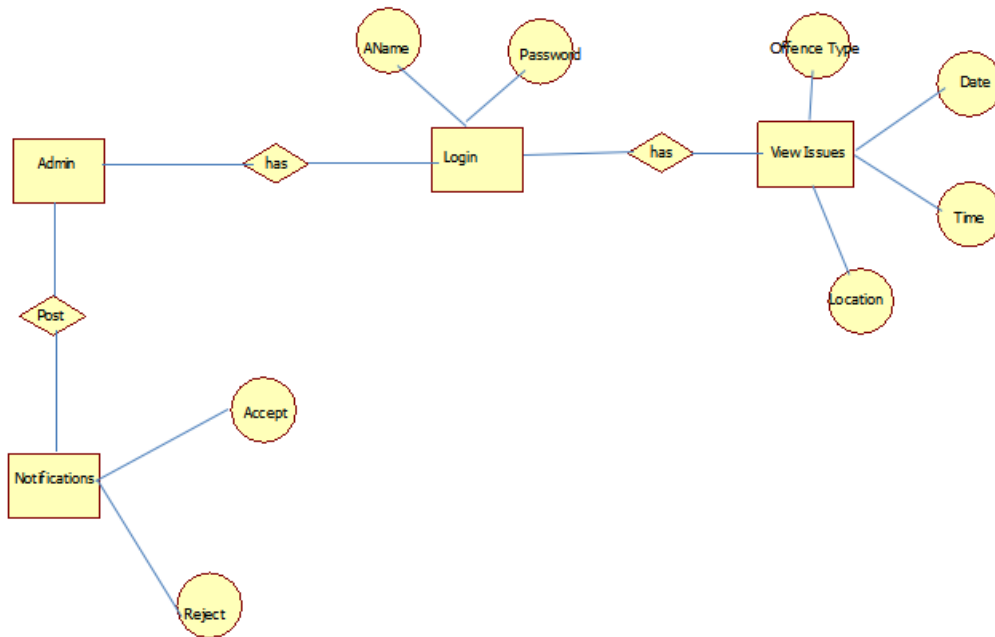 AName
Password
Offence Type
Date
Admin
has
Login
has
View Issues
Time
Location
Post
Accept
Notifications
Reject